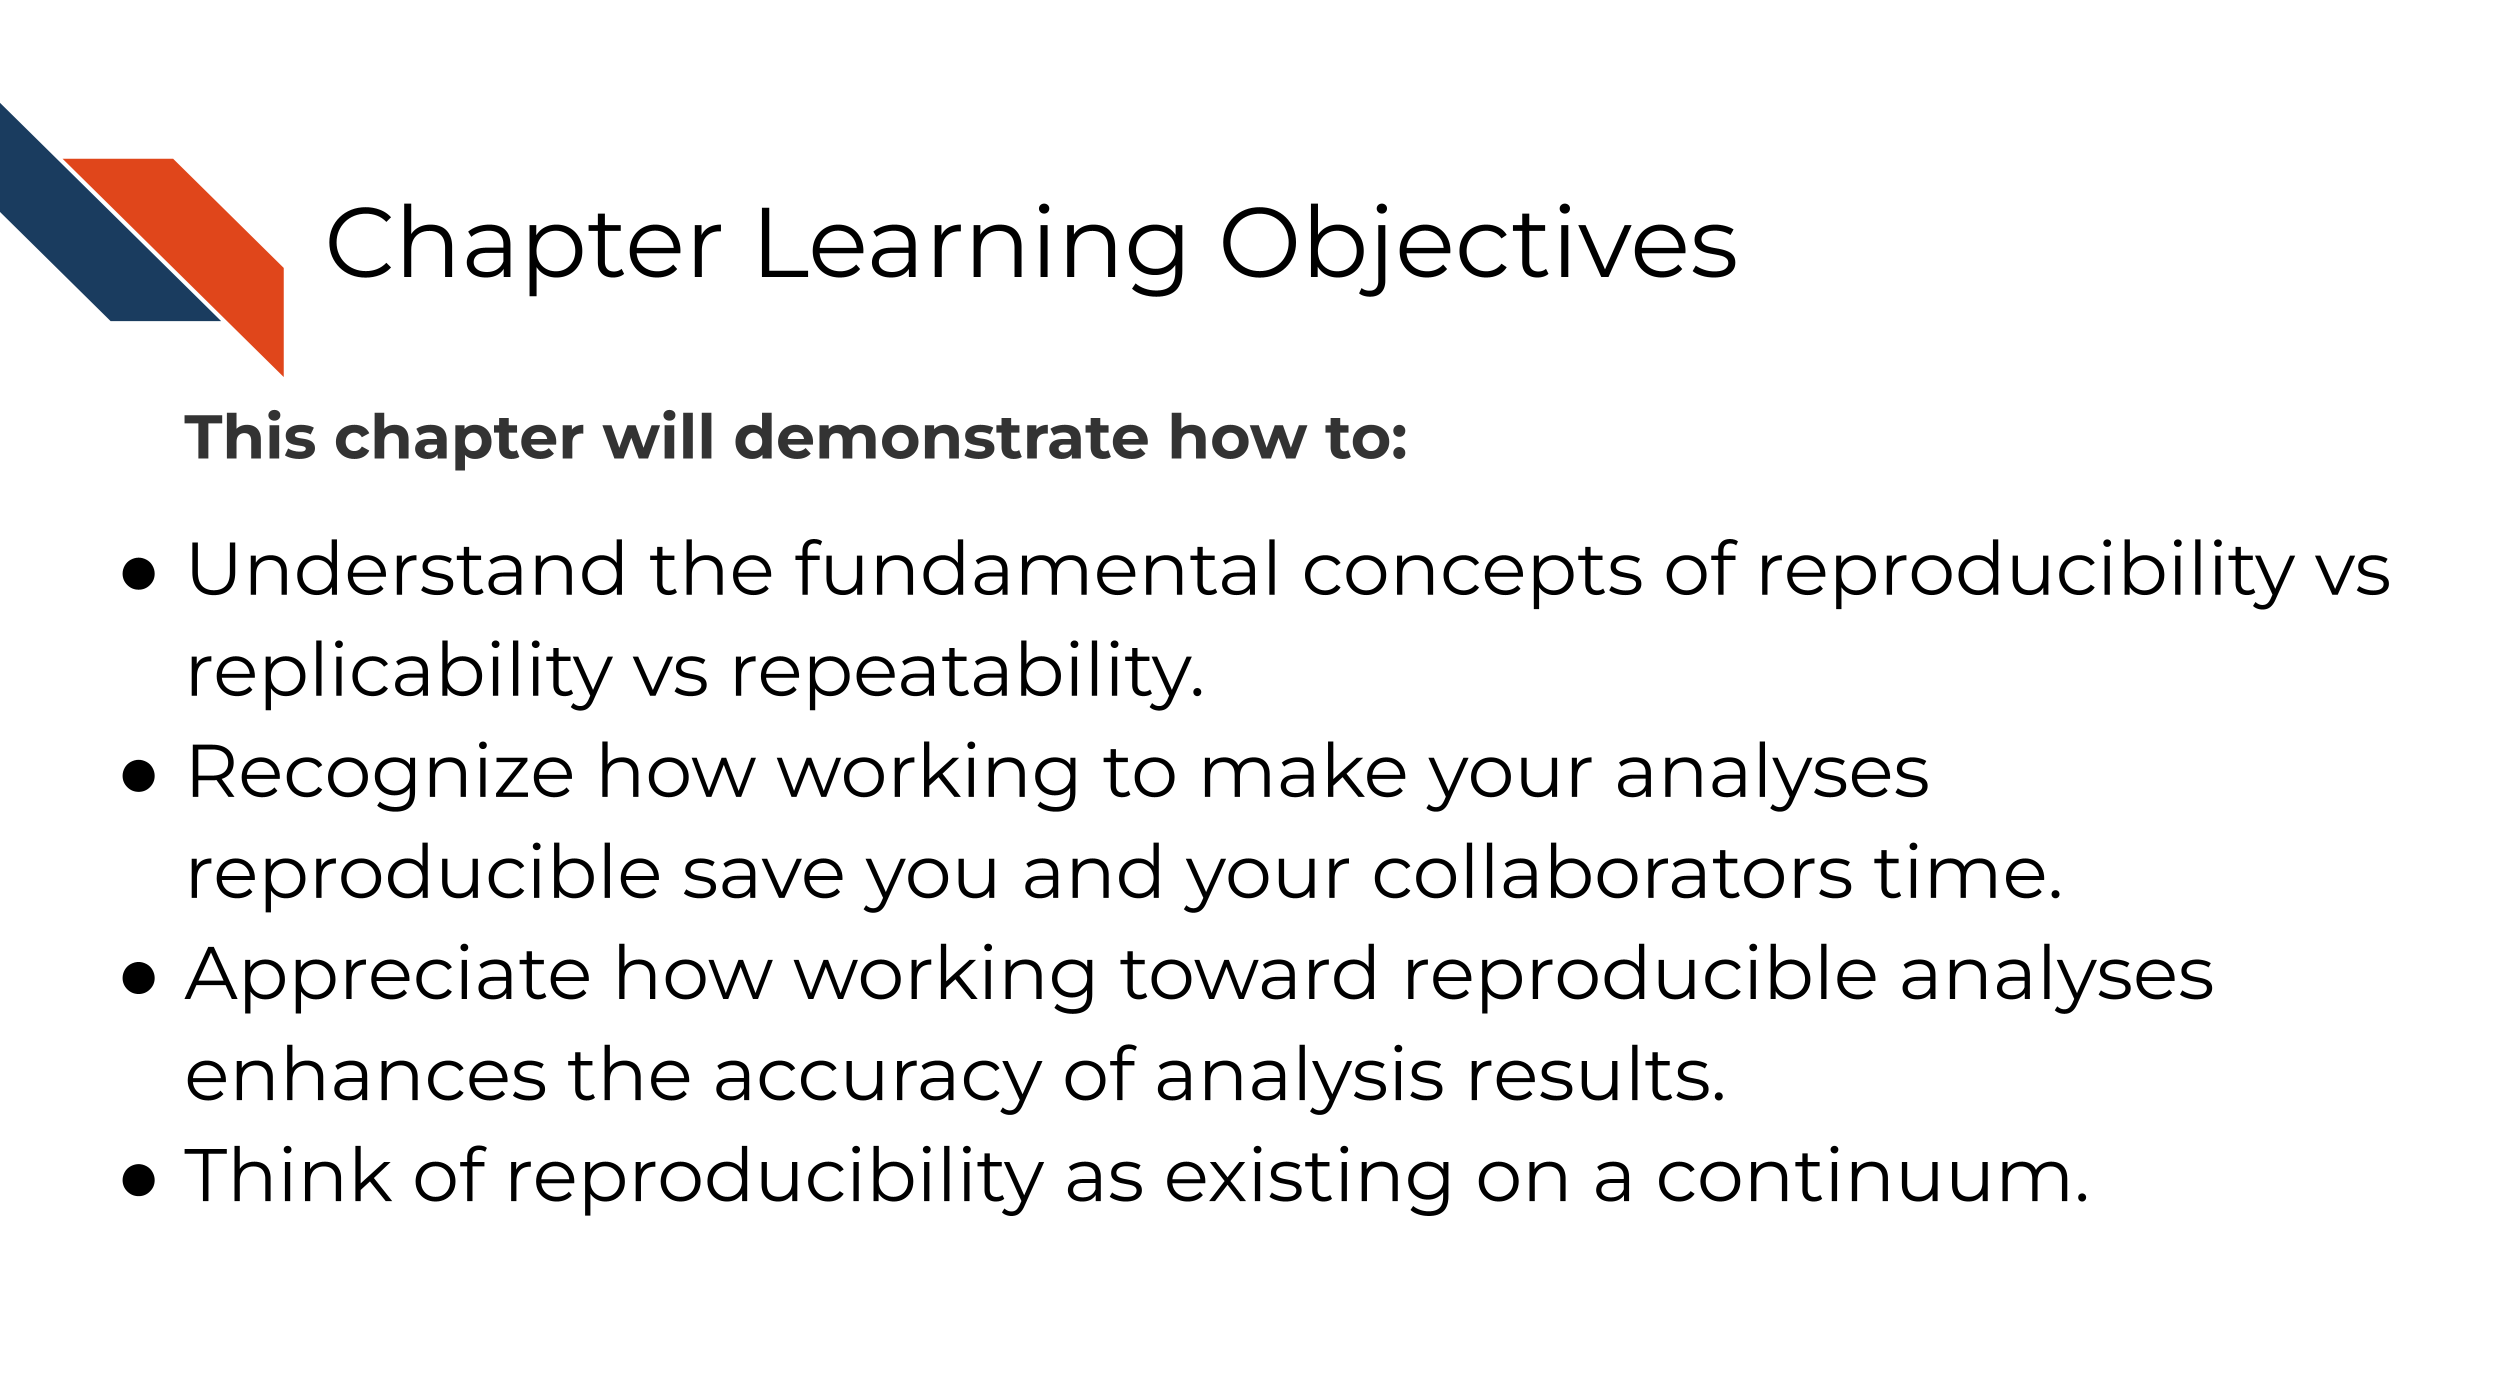 Chapter Learning Objectives
This chapter will demonstrate how to:
● Understand the fundamental concepts of reproducibility vs
replicability vs repeatability.
● Recognize how working to make your analyses
reproducible save you and your collaborators time.
● Appreciate how working toward reproducible analyses
enhances the accuracy of analysis results.
● Think of reproducibility as existing on a continuum.